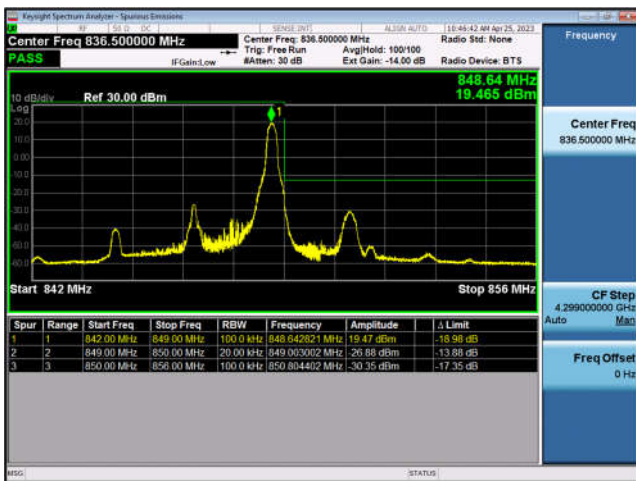 Keysight Spectrum Analyzer - Spurious Emissions
RF 50 Ω DC SENSE:INT ALIGN AUTO 10:46:42 AM Apr 25, 2023
Center Freq 836.500000 MHz
Center Freq: 836.500000 MHz
Radio Std: None
Trig: Free Run
Avg|Hold: 100/100
PASS
IFGain:Low
#Atten: 30 dB
Ext Gain: -14.00 dB
Radio Device: BTS
848.64 MHz
19.465 dBm
10 dB/div
Ref 30.00 dBm
Log
1
20.0
10.0
0.00
-10.0
-20.0
-30.0
-40.0
-50.0
-60.0
Start 842 MHz
Stop 856 MHz
Spur Range Start Freq Stop Freq RBW Frequency Amplitude Δ Limit
1 1 842.00 MHz 849.00 MHz 100.0 kHz 848.642821 MHz 19.47 dBm -18.98 dB
2 2 849.00 MHz 850.00 MHz 20.00 kHz 849.003002 MHz -26.88 dBm -13.88 dB
3 3 850.00 MHz 856.00 MHz 100.0 kHz 850.804402 MHz -30.35 dBm -17.35 dB
Frequency
Center Freq
836.500000 MHz
CF Step
4.299000000 GHz
Auto Man
Freq Offset
0 Hz
MSG
STATUS